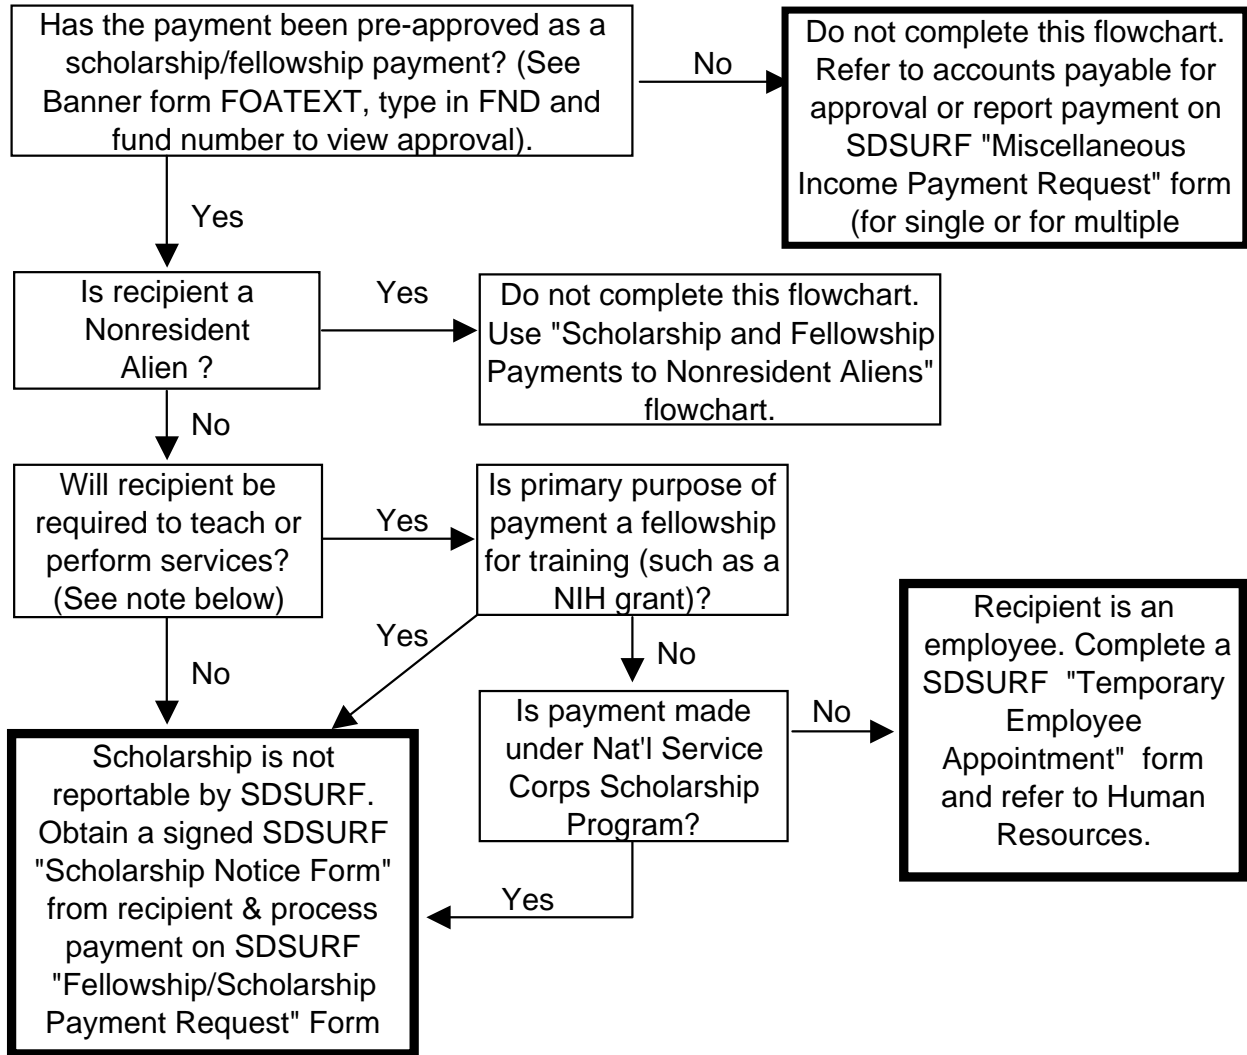 Has the payment been pre-approved as a
scholarship/fellowship payment? (See
Banner form FOATEXT, type in FND and
fund number to view approval).
No
Do not complete this flowchart.
Refer to accounts payable for
approval or report payment on
SDSURF "Miscellaneous
Income Payment Request" form
(for single or for multiple
Yes
Is recipient a
Nonresident
Alien ?
Yes
Do not complete this flowchart.
Use "Scholarship and Fellowship
Payments to Nonresident Aliens"
flowchart.
No
Will recipient be
required to teach or
perform services?
(See note below)
Yes
Is primary purpose of
payment a fellowship
for training (such as a
NIH grant)?
Yes
No
No
Is payment made
under Nat'l Service
Corps Scholarship
Program?
No
Recipient is an
employee. Complete a
SDSURF "Temporary
Employee
Appointment" form
and refer to Human
Resources.
Yes
Scholarship is not
reportable by SDSURF.
Obtain a signed SDSURF
"Scholarship Notice Form"
from recipient & process
payment on SDSURF
"Fellowship/Scholarship
Payment Request" Form